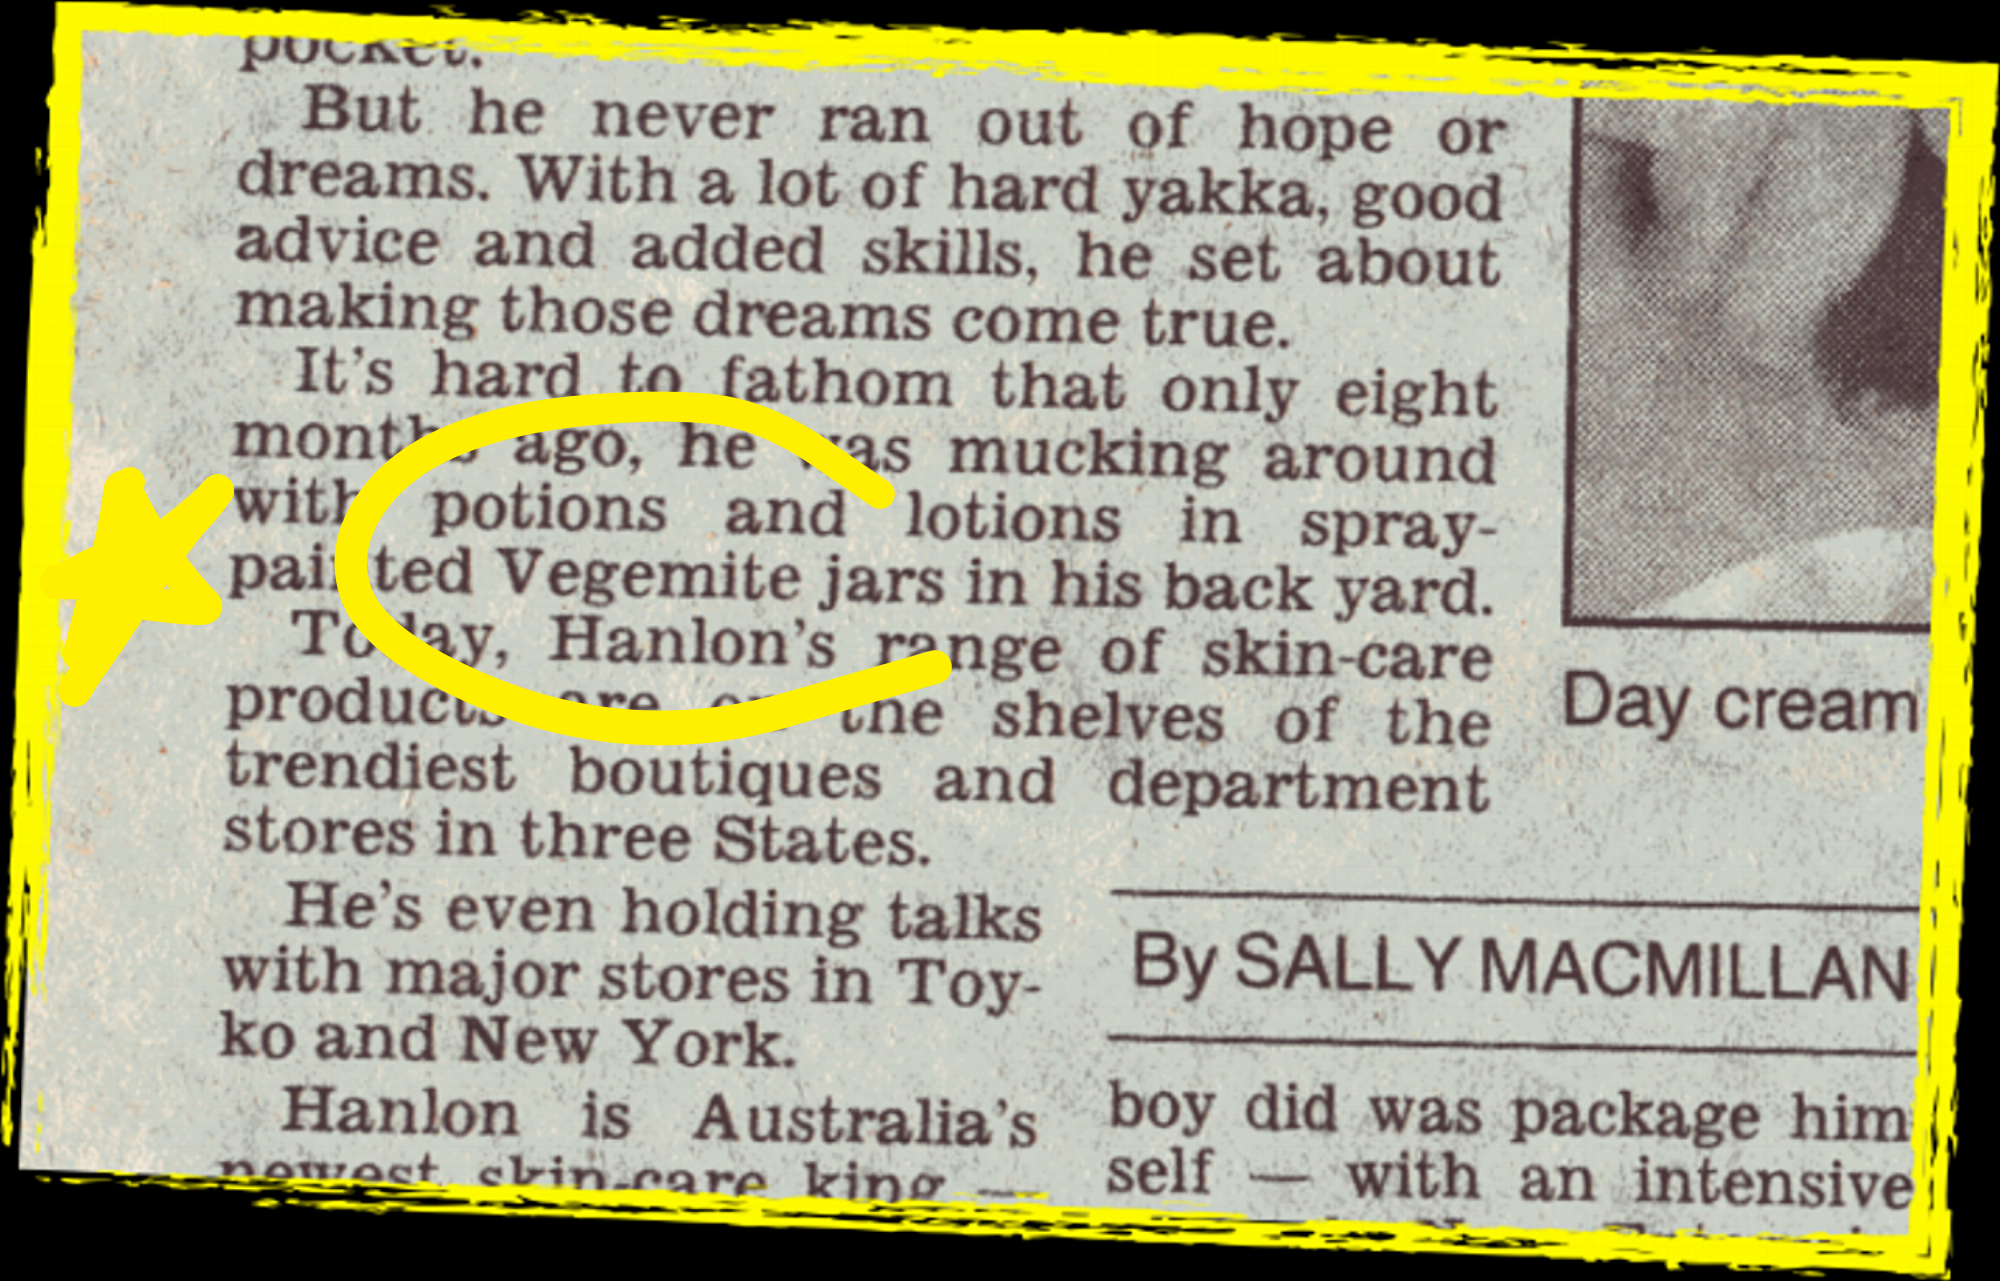 pocket.
But he never ran out of hope or
dreams. With a lot of hard yakka, good
advice and added skills, he set about
making those dreams come true.
It's hard to fathom that only eight
months ago, he was mucking around
with potions and lotions in spray-
painted Vegemite jars in his back yard.
Today, Hanlon's range of skin-care
products are on the shelves of the
trendiest boutiques and department
stores in three States.
He's even holding talks
with major stores in Toy-
ko and New York.
Hanlon is Australia's
newest skin-care king —
Day cream
By SALLY MACMILLAN
boy did was package him
self — with an intensive